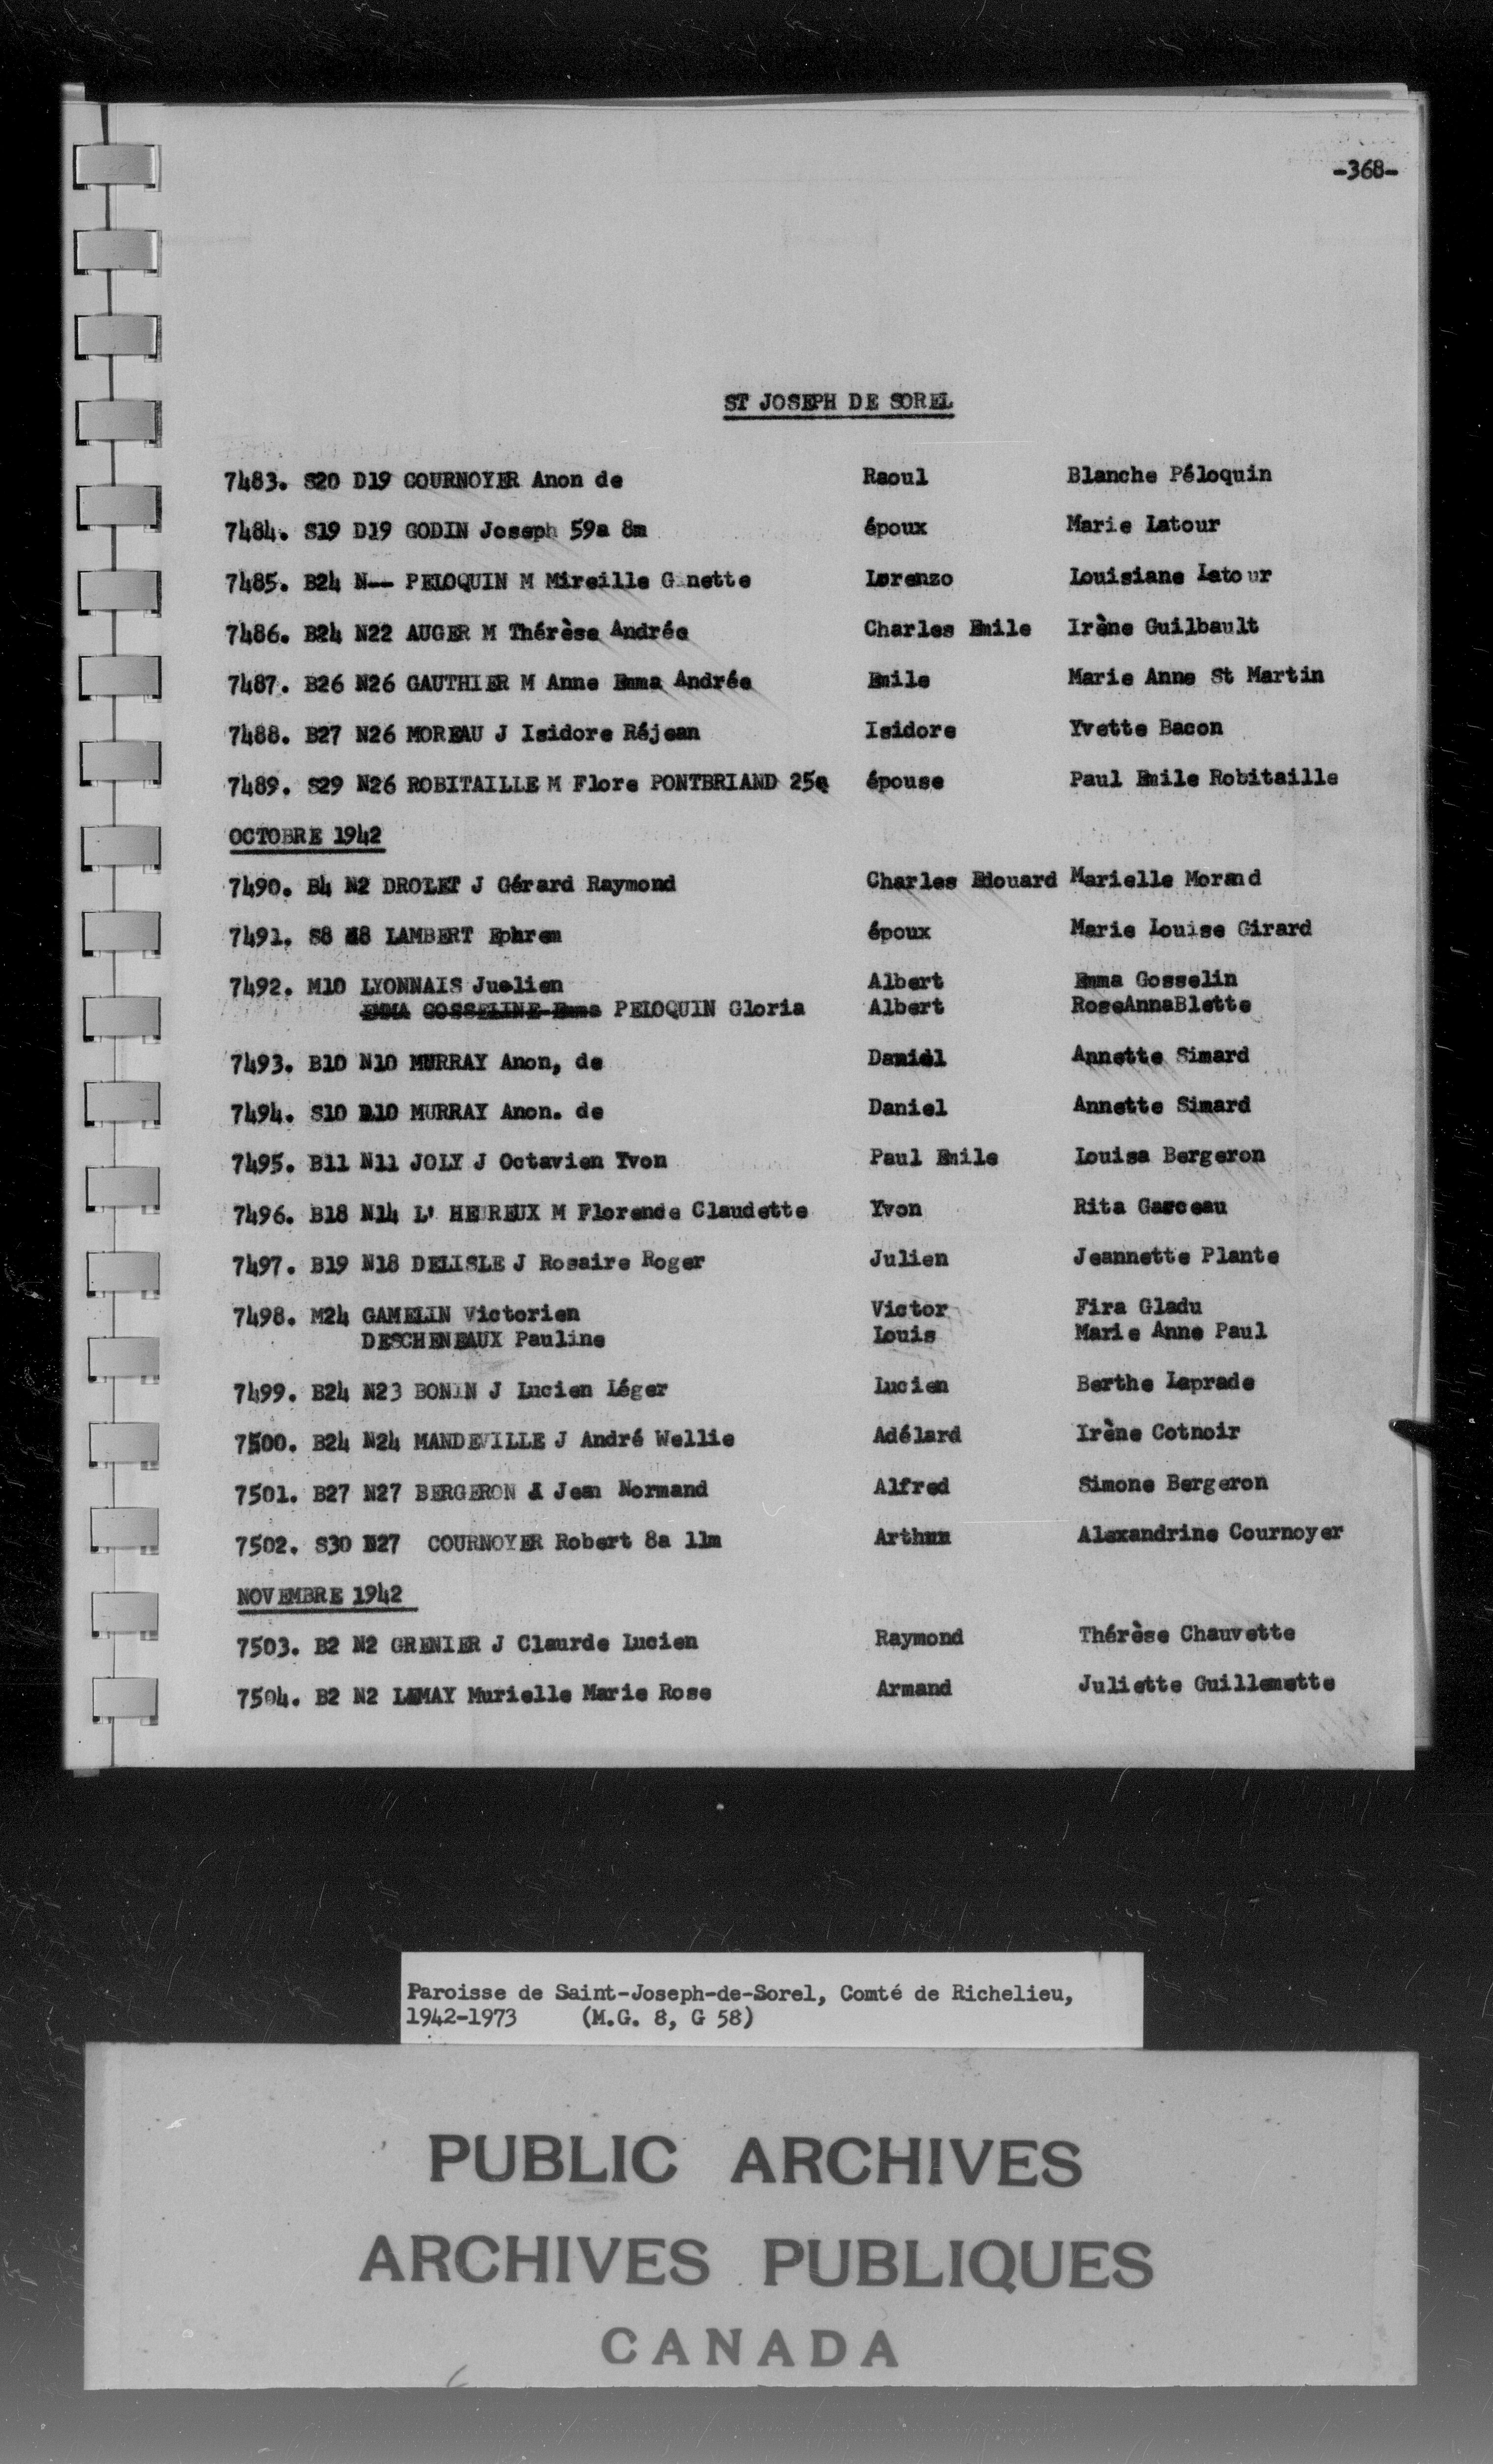 -368-
ST JOSEPH DE SOREL
7483. S20 D19 COURNOYER Anon de Raoul Blanche Péloquin
7484. S19 D19 GODIN Joseph 59a 8m époux Marie Latour
7485. B24 N-- PELOQUIN M Mireille G nette Lorenzo Louisiane Latour
7486. B24 N22 AUGER M Thérèse Andrée Charles Emile Irène Guilbault
7487. B26 N26 GAUTHIER M Anne Emma Andrée Emile Marie Anne St Martin
7488. B27 N26 MOREAU J Isidore Réjean Isidore Yvette Bacon
7489. S29 N26 ROBITAILLE M Flore PONTBRIAND 25a épouse Paul Emile Robitaille
OCTOBRE 1942
7490. B4 N2 DROLET J Gérard Raymond Charles Edouard Marielle Morand
7491. S8 LAMBERT Ephrem époux Marie Louise Girard
7492. M10 LYONNAIS Juelien Albert Emma Gosselin
EMMA GOSSELINE Emma PELOQUIN Gloria Albert RoseAnnaBlette
7493. B10 N10 MURRAY Anon, de Daniel Annette Simard
7494. S10 D10 MURRAY Anon. de Daniel Annette Simard
7495. B11 N11 JOLY J Octavien Yvon Paul Emile Louisa Bergeron
7496. B18 N14 L' HEUREUX M Florende Claudette Yvon Rita Garceau
7497. B19 N18 DELISLE J Rosaire Roger Julien Jeannette Plante
7498. M24 GAMELIN Victorien Victor Fira Gladu
DESCHENEAUX Pauline Louis Marie Anne Paul
7499. B24 N23 BONIN J Lucien Léger Lucien Berthe Laprade
7500. B24 N24 MANDEVILLE J André Wellie Adélard Irène Cotnoir
7501. B27 N27 BERGERON J Jean Normand Alfred Simone Bergeron
7502. S30 D27 COURNOYER Robert 8a 11m Arthur Alexandrine Cournoyer
NOVEMBRE 1942
7503. B2 N2 GRENIER J Claurde Lucien Raymond Thérèse Chauvette
7504. B2 N2 LEMAY Murielle Marie Rose Armand Juliette Guillemette
Paroisse de Saint-Joseph-de-Sorel, Comté de Richelieu,
1942-1973 (M.G. 8, G 58)
PUBLIC ARCHIVES
ARCHIVES PUBLIQUES
CANADA